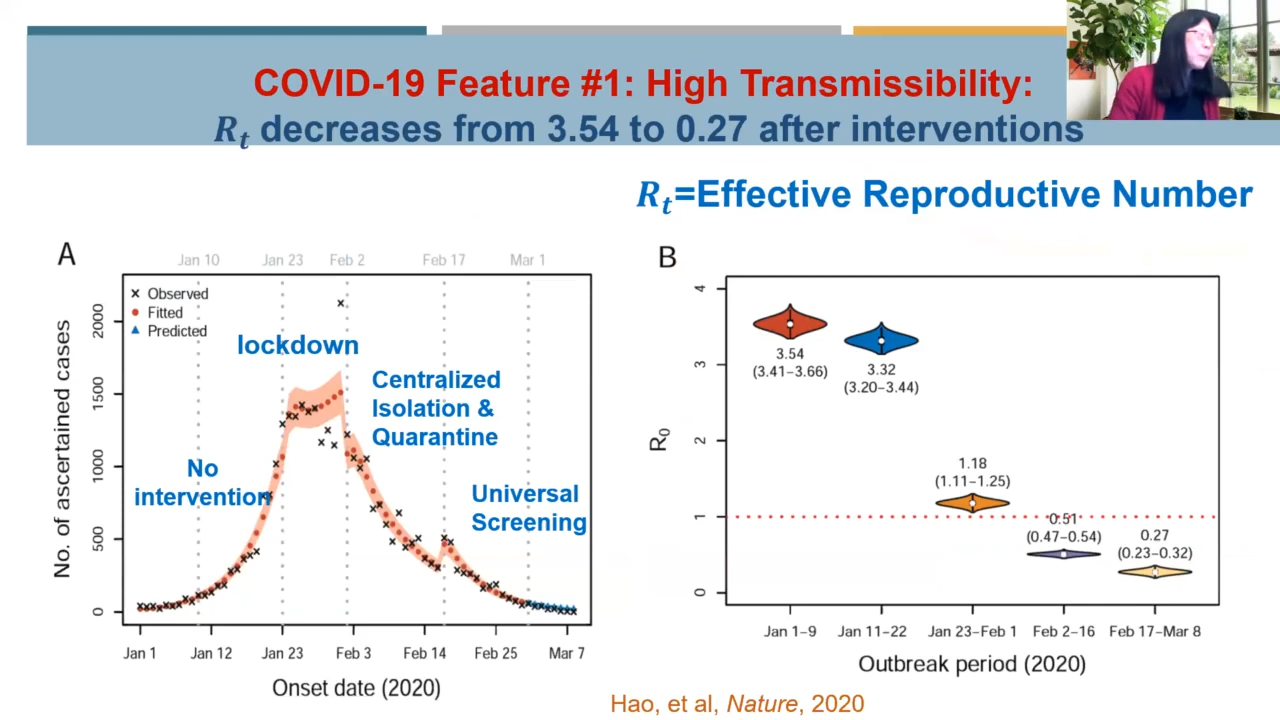 COVID-19 Feature #1: High Transmissibility:
Rₜ decreases from 3.54 to 0.27 after interventions
Rₜ=Effective Reproductive Number
A
Jan 10 Jan 23 Feb 2 Feb 17 Mar 1
× Observed
Fitted
Predicted
lockdown
Centralized
Isolation &
Quarantine
No
intervention
Universal
Screening
No. of ascertained cases
2000
1500
1000
500
0
Jan 1 Jan 12 Jan 23 Feb 3 Feb 14 Feb 25 Mar 7
Onset date (2020)
B
R₀
4
3
2
1
0
3.54
(3.41–3.66)
3.32
(3.20–3.44)
1.18
(1.11–1.25)
0.51
(0.47–0.54)
0.27
(0.23–0.32)
Jan 1–9 Jan 11–22 Jan 23–Feb 1 Feb 2–16 Feb 17–Mar 8
Outbreak period (2020)
Hao, et al, Nature, 2020